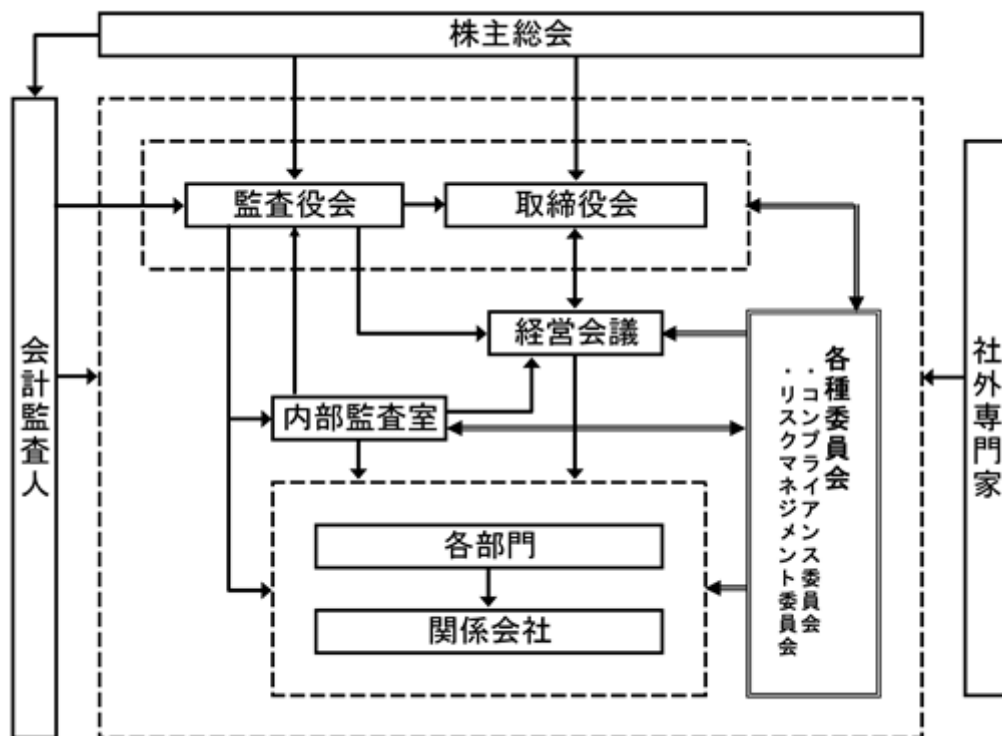 株主総会
会計監査人
監査役会
取締役会
経営会議
内部監査室
各部門
関係会社
各種委員会
・コンプライアンス委員会
・リスクマネジメント委員会
社外専門家